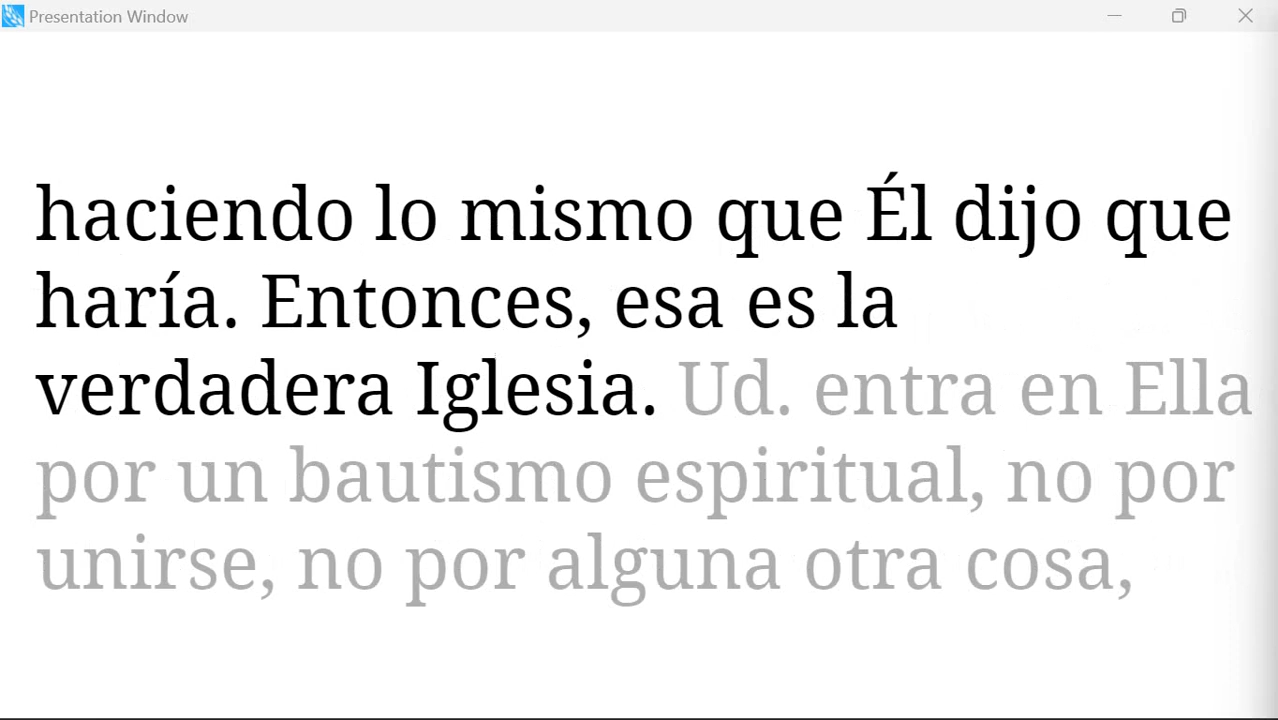 Presentation Window
haciendo lo mismo que Él dijo que
haría. Entonces, esa es la
verdadera Iglesia. Ud. entra en Ella
por un bautismo espiritual, no por
unirse, no por alguna otra cosa,